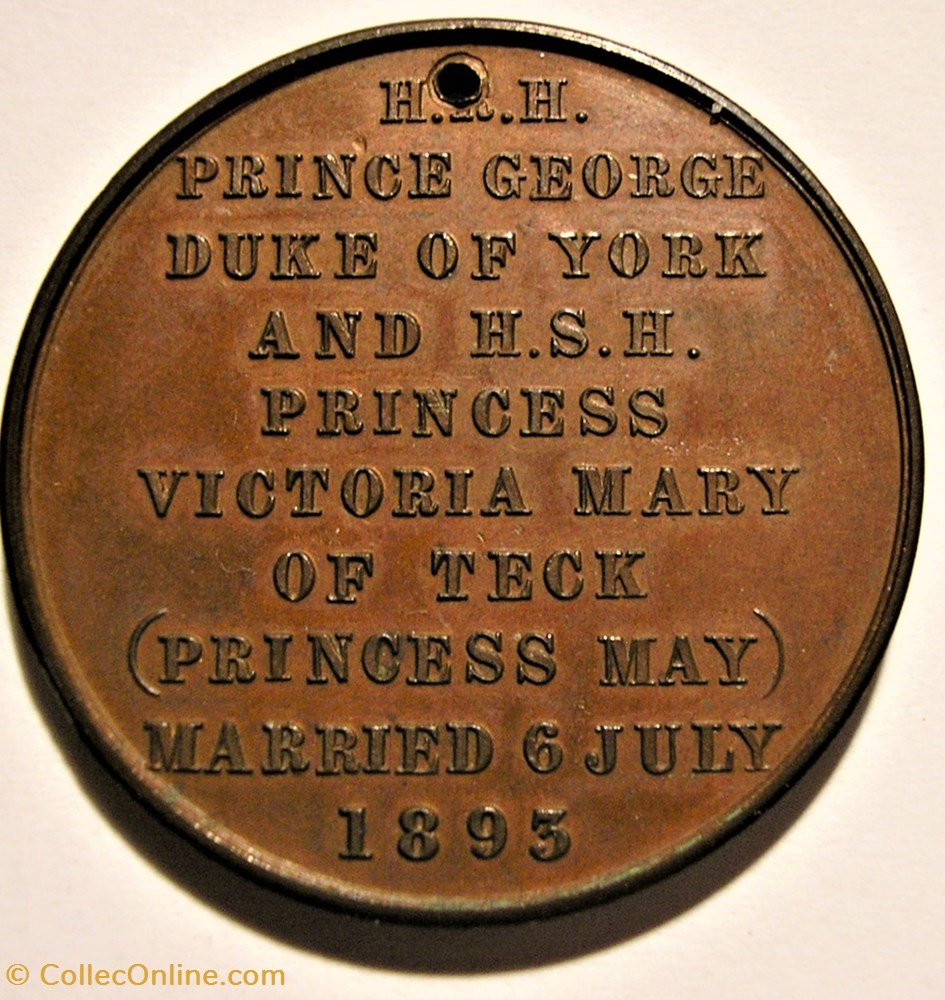 H.R.H.
PRINCE GEORGE
DUKE OF YORK
AND H.S.H.
PRINCESS
VICTORIA MARY
OF TECK
(PRINCESS MAY)
MARRIED 6 JULY
1893
© CollecOnline.com